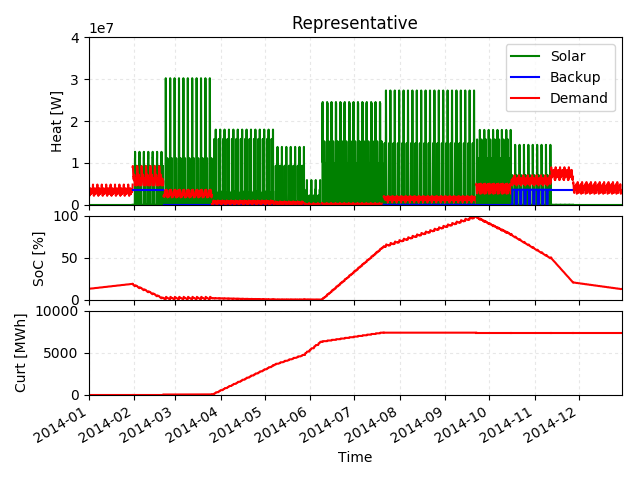 Representative
1e7
4
3
2
1
0
Heat [W]
Solar
Backup
Demand
100
50
0
SoC [%]
10000
5000
0
Curt [MWh]
2014-01
2014-02
2014-03
2014-04
2014-05
2014-06
2014-07
2014-08
2014-09
2014-10
2014-11
2014-12
Time